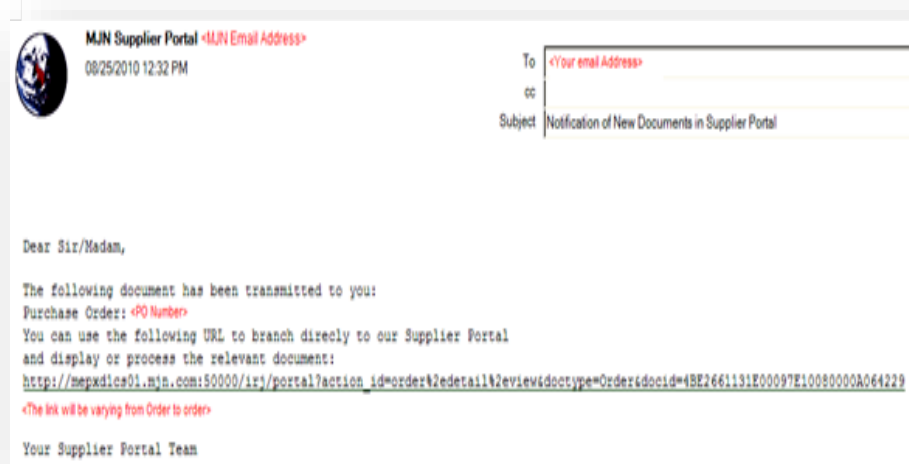 MJN Supplier Portal <MJN Email Address>
08/25/2010 12:32 PM
To <Your email Address>
cc
Subject Notification of New Documents in Supplier Portal
Dear Sir/Madam,
The following document has been transmitted to you:
Purchase Order: <PO Number>
You can use the following URL to branch direcly to our Supplier Portal
and display or process the relevant document:
http://mepxd1cs01.mjn.com:50000/irj/portal?action_id=order%2edetail%2eview&doctype=Order&docid=4BE2661131E00097E10080000A064229
<The link will be varying from Order to order>
Your Supplier Portal Team